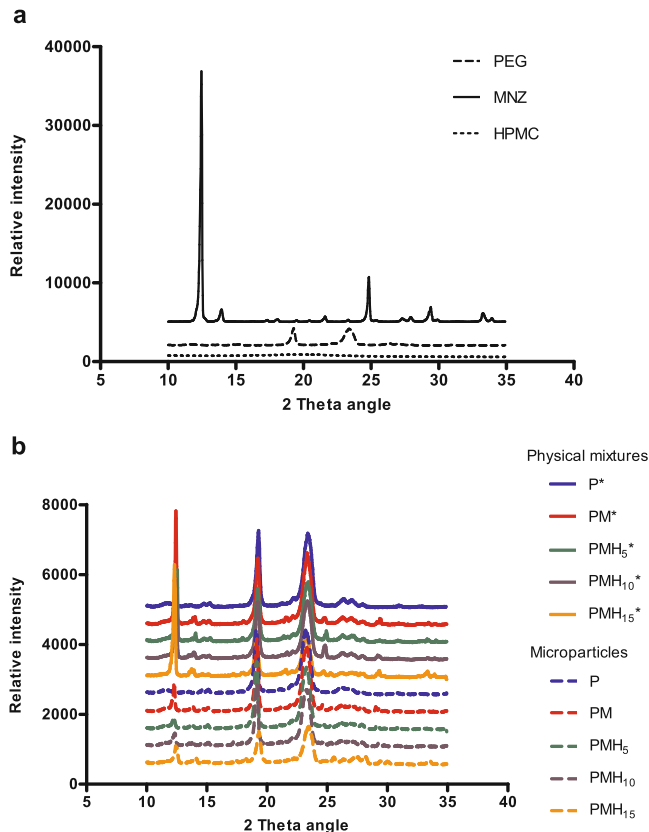 a
40000
30000
20000
10000
0
Relative intensity
5 10 15 20 25 30 35 40
2 Theta angle
PEG
MNZ
HPMC
b
8000
6000
4000
2000
0
Relative intensity
5 10 15 20 25 30 35 40
2 Theta angle
Physical mixtures
P*
PM*
PMH5*
PMH10*
PMH15*
Microparticles
P
PM
PMH5
PMH10
PMH15